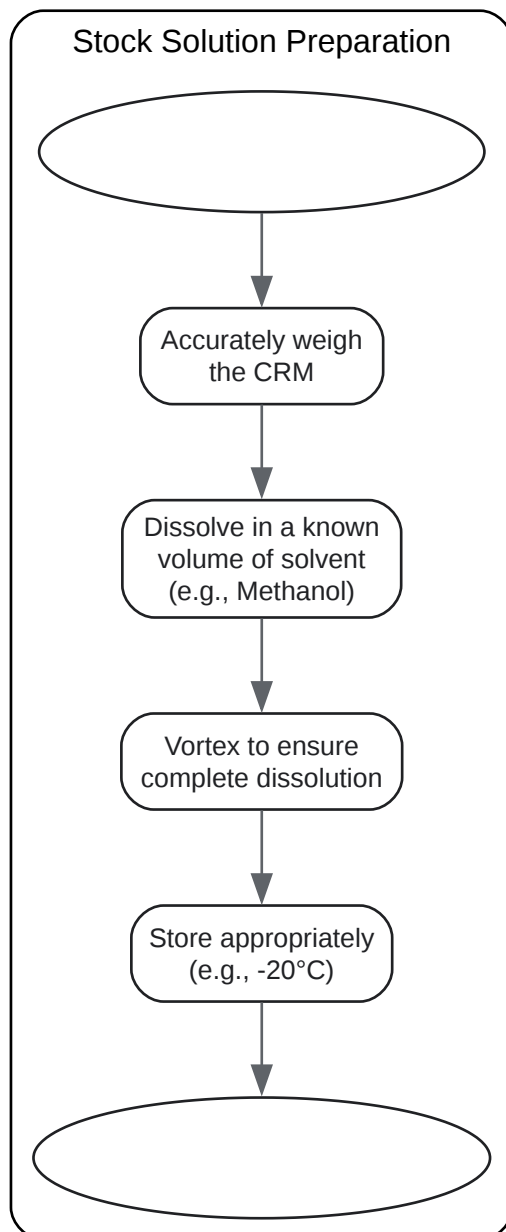 Stock Solution Preparation
Accurately weigh
the CRM
Dissolve in a known
volume of solvent
(e.g., Methanol)
Vortex to ensure
complete dissolution
Store appropriately
(e.g., -20°C)